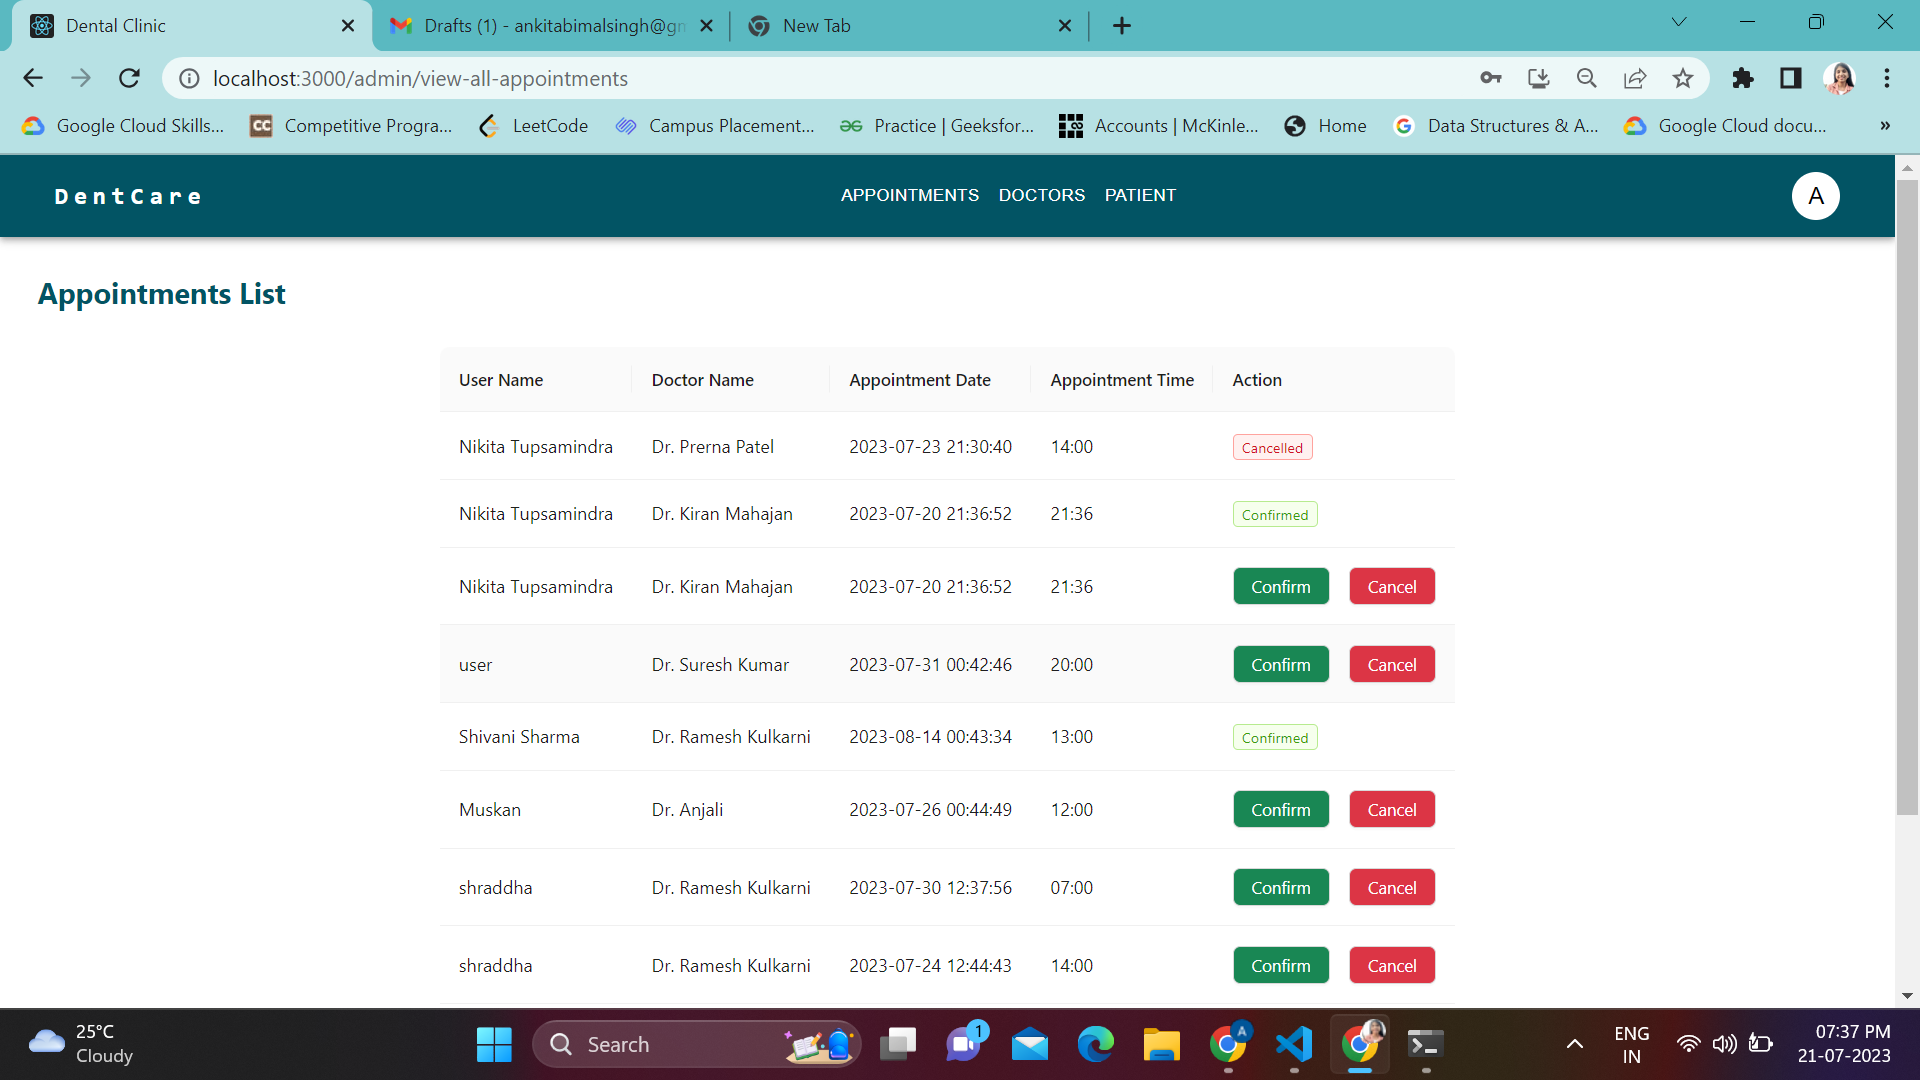 Dental Clinic
Drafts (1) - ankitabimalsingh@gn
New Tab
localhost:3000/admin/view-all-appointments
Google Cloud Skills...
CC
Competitive Progra...
LeetCode
Campus Placement...
Practice | Geeksfor...
Accounts | McKinle...
Home
Data Structures & A...
Google Cloud docu...
»
DentCare
APPOINTMENTS DOCTORS PATIENT
A
Appointments List
User Name Doctor Name Appointment Date Appointment Time Action
Nikita Tupsamindra Dr. Prerna Patel 2023-07-23 21:30:40 14:00 Cancelled
Nikita Tupsamindra Dr. Kiran Mahajan 2023-07-20 21:36:52 21:36 Confirmed
Nikita Tupsamindra Dr. Kiran Mahajan 2023-07-20 21:36:52 21:36 Confirm Cancel
user Dr. Suresh Kumar 2023-07-31 00:42:46 20:00 Confirm Cancel
Shivani Sharma Dr. Ramesh Kulkarni 2023-08-14 00:43:34 13:00 Confirmed
Muskan Dr. Anjali 2023-07-26 00:44:49 12:00 Confirm Cancel
shraddha Dr. Ramesh Kulkarni 2023-07-30 12:37:56 07:00 Confirm Cancel
shraddha Dr. Ramesh Kulkarni 2023-07-24 12:44:43 14:00 Confirm Cancel
25°C
Cloudy
Search
1
A
ENG
IN
07:37 PM
21-07-2023